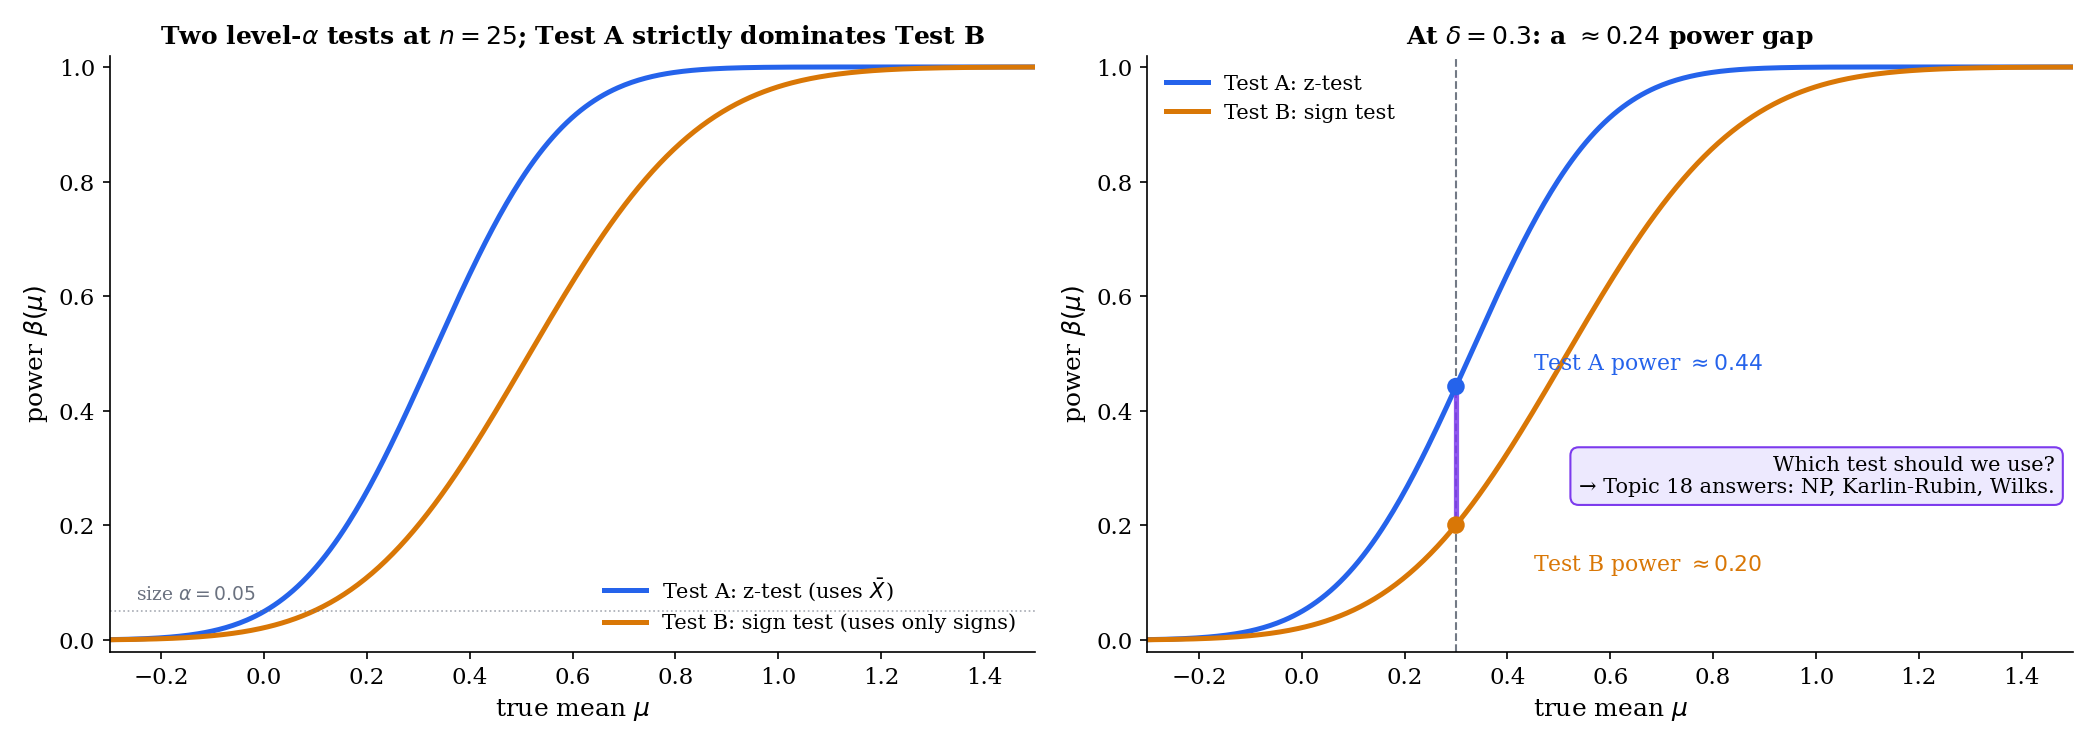 Two level-α tests at n = 25; Test A strictly dominates Test B
power β(μ)
1.0
0.8
0.6
0.4
0.2
0.0
size α = 0.05
Test A: z-test (uses X̄)
Test B: sign test (uses only signs)
−0.2 0.0 0.2 0.4 0.6 0.8 1.0 1.2 1.4
true mean μ
At δ = 0.3: a ≈0.24 power gap
power β(μ)
1.0
0.8
0.6
0.4
0.2
0.0
Test A: z-test
Test B: sign test
Test A power ≈0.44
Which test should we use?
→ Topic 18 answers: NP, Karlin-Rubin, Wilks.
Test B power ≈0.20
−0.2 0.0 0.2 0.4 0.6 0.8 1.0 1.2 1.4
true mean μ